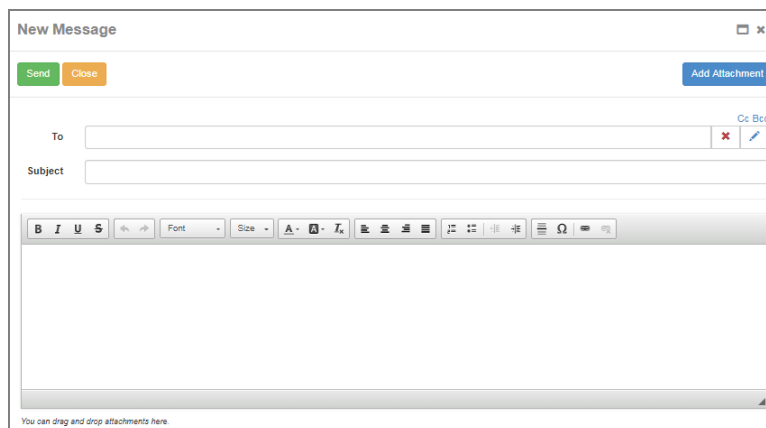 New Message
Send Close Add Attachment
Cc Bcc
To
Subject
B I U S Font Size A A Tx Ω
You can drag and drop attachments here.